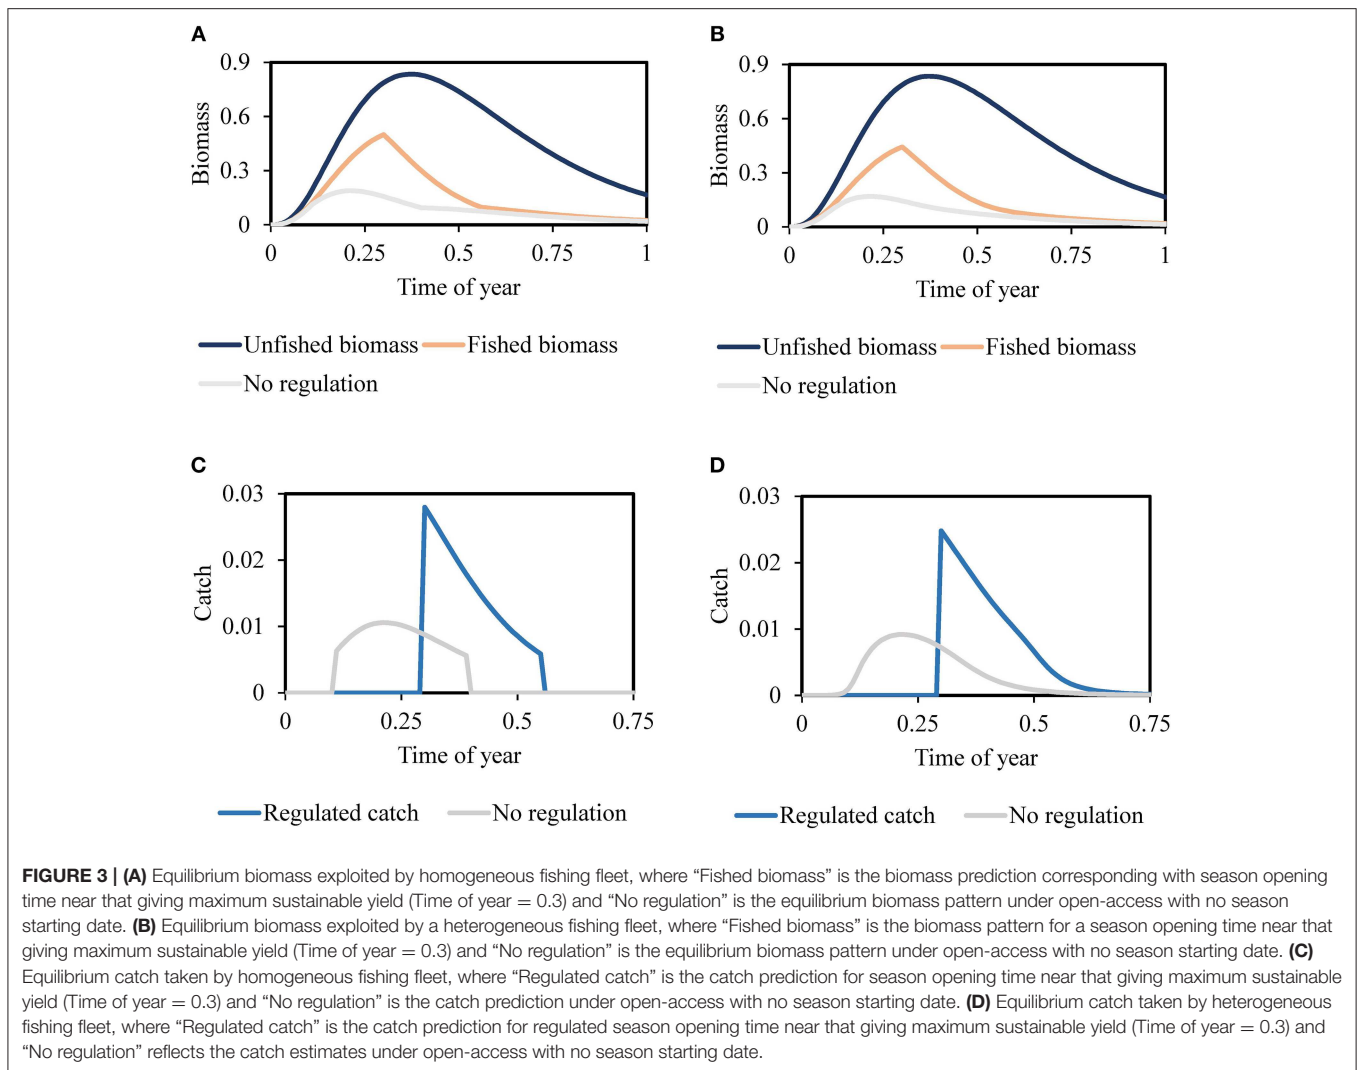 A
0.9
0.6
0.3
0
Biomass
0 0.25 0.5 0.75 1
Time of year
Unfished biomass Fished biomass
No regulation
B
0.9
0.6
0.3
0
Biomass
0 0.25 0.5 0.75 1
Time of year
Unfished biomass Fished biomass
No regulation
C
0.03
0.02
0.01
0
Catch
0 0.25 0.5 0.75
Time of year
Regulated catch No regulation
D
0.03
0.02
0.01
0
Catch
0 0.25 0.5 0.75
Time of year
Regulated catch No regulation
FIGURE 3 | (A) Equilibrium biomass exploited by homogeneous fishing fleet, where “Fished biomass” is the biomass prediction corresponding with season opening
time near that giving maximum sustainable yield (Time of year = 0.3) and “No regulation” is the equilibrium biomass pattern under open-access with no season
starting date. (B) Equilibrium biomass exploited by a heterogeneous fishing fleet, where “Fished biomass” is the biomass pattern for a season opening time near that
giving maximum sustainable yield (Time of year = 0.3) and “No regulation” is the equilibrium biomass pattern under open-access with no season starting date. (C)
Equilibrium catch taken by homogeneous fishing fleet, where “Regulated catch” is the catch prediction for season opening time near that giving maximum sustainable
yield (Time of year = 0.3) and “No regulation” is the catch prediction under open-access with no season starting date. (D) Equilibrium catch taken by heterogeneous
fishing fleet, where “Regulated catch” is the catch prediction for regulated season opening time near that giving maximum sustainable yield (Time of year = 0.3) and
“No regulation” reflects the catch estimates under open-access with no season starting date.